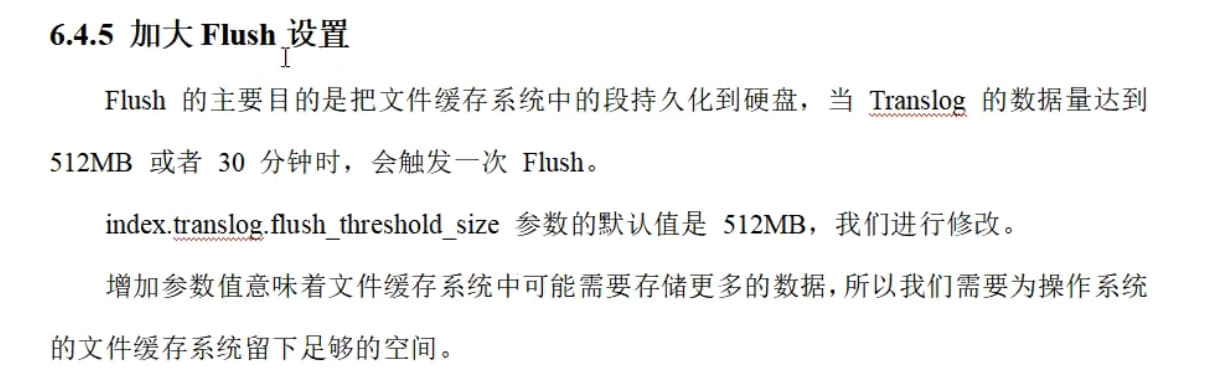 6.4.5 加大 Flush 设置
Flush 的主要目的是把文件缓存系统中的段持久化到硬盘，当 Translog 的数据量达到
512MB 或者 30 分钟时，会触发一次 Flush。
index.translog.flush_threshold_size 参数的默认值是 512MB，我们进行修改。
增加参数值意味着文件缓存系统中可能需要存储更多的数据，所以我们需要为操作系统
的文件缓存系统留下足够的空间。